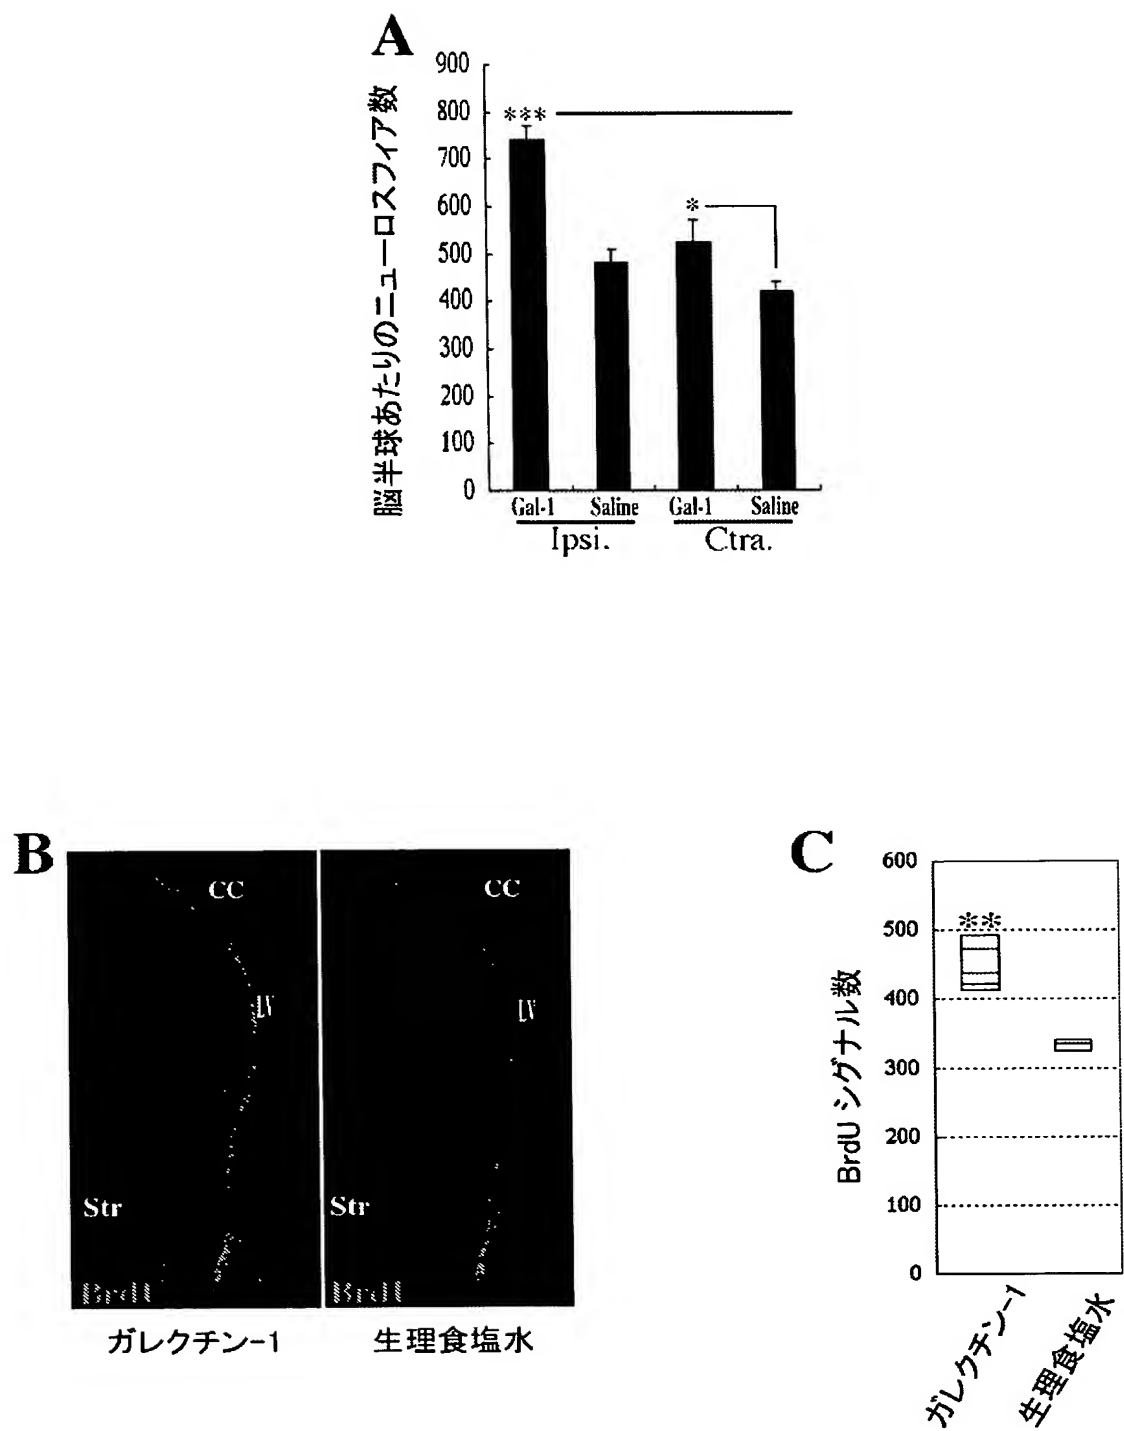 A
脳半球あたりのニューロスフィア数
900
800
700
600
500
400
300
200
100
0
***
*
Gal-1 Saline Gal-1 Saline
Ipsi. Ctra.
B
CC
LV
Str
BrdU
ガレクチン-1
CC
LV
Str
BrdU
生理食塩水
C
BrdU シグナル数
600
500
400
300
200
100
0
**
ガレクチン-1
生理食塩水